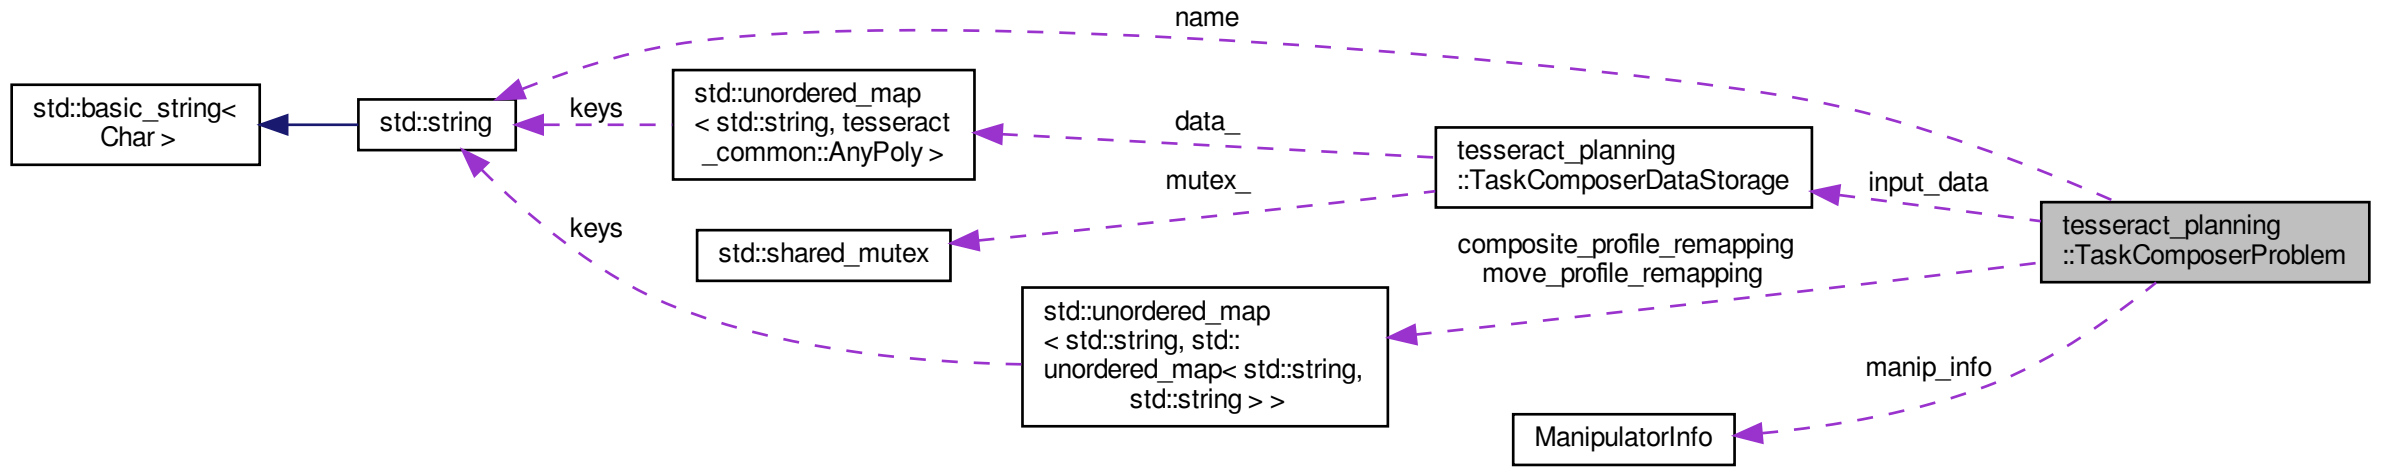 name
std::basic_string<
Char >
std::string
keys
std::unordered_map
< std::string, tesseract
_common::AnyPoly >
data_
mutex_
tesseract_planning
::TaskComposerDataStorage
input_data
tesseract_planning
::TaskComposerProblem
keys
std::shared_mutex
composite_profile_remapping
move_profile_remapping
std::unordered_map
< std::string, std::
unordered_map< std::string,
std::string > >
manip_info
ManipulatorInfo